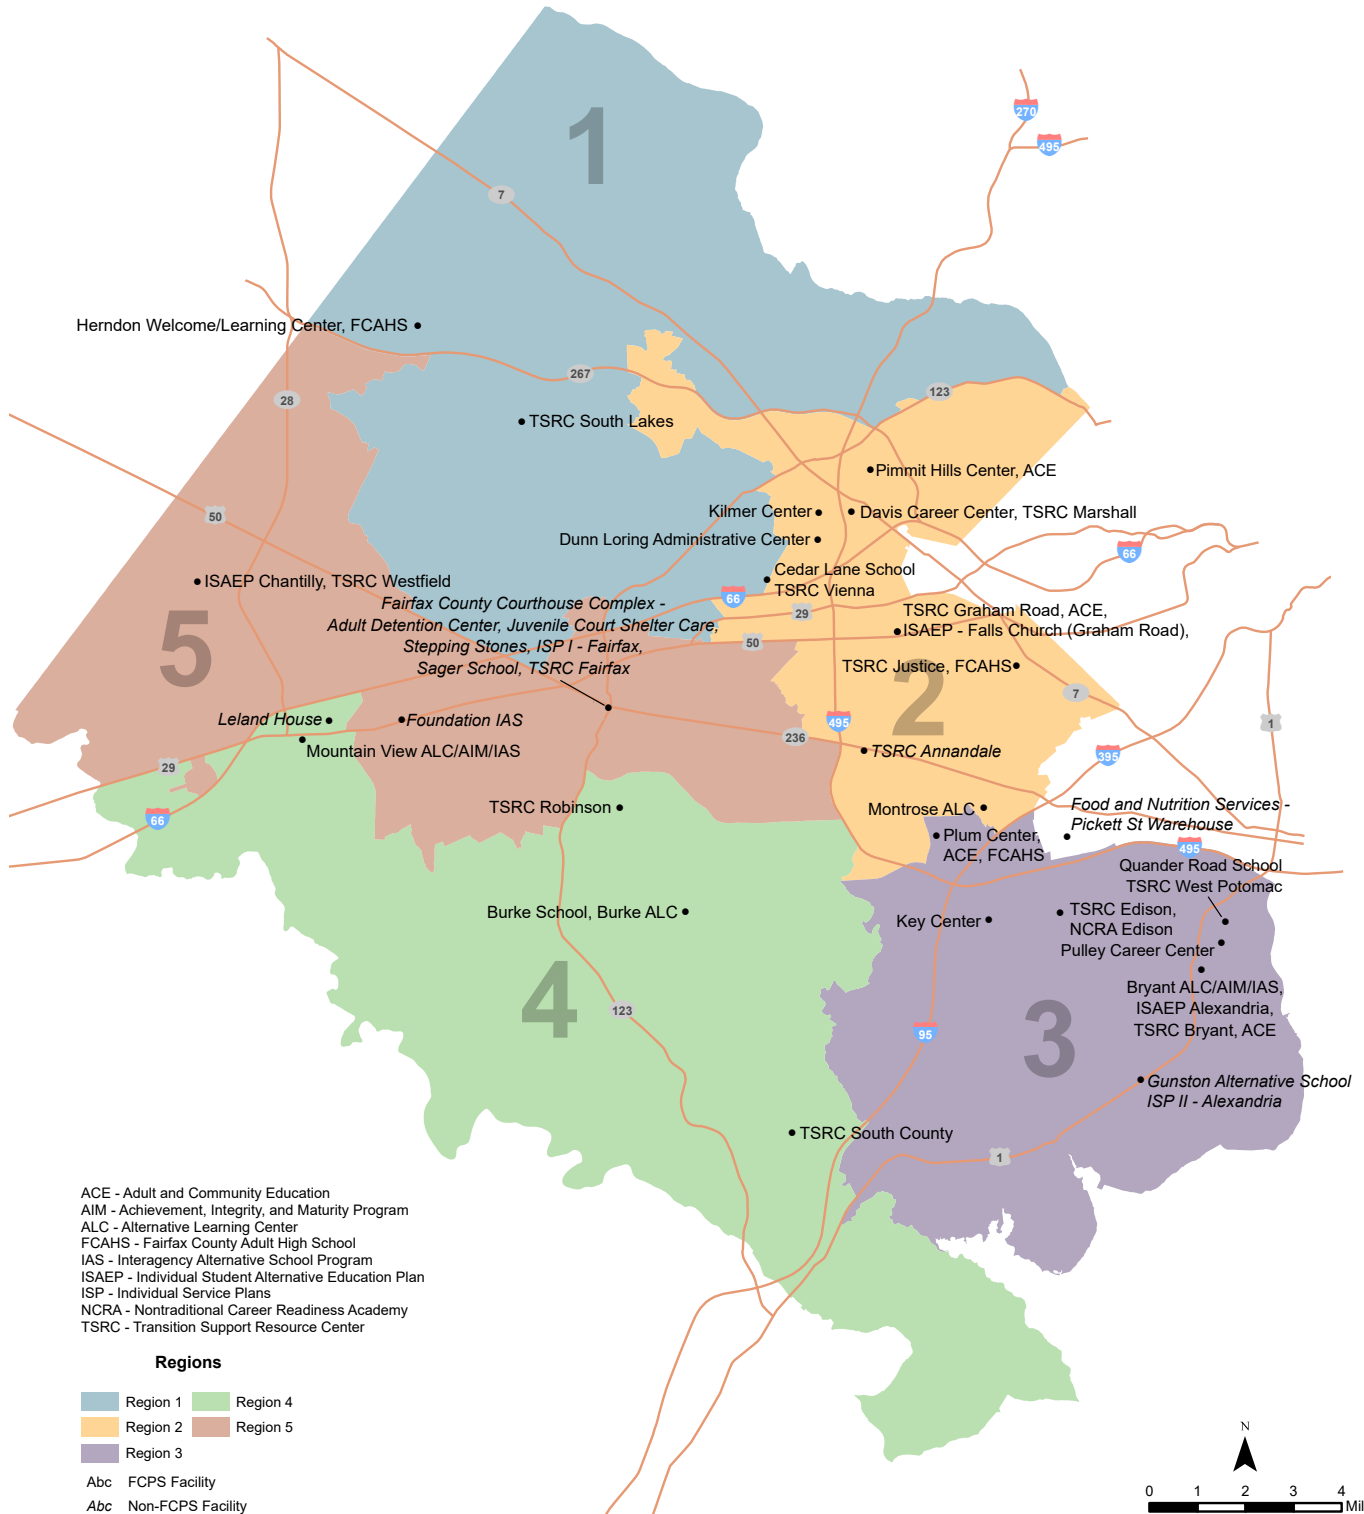 1
270
495
7
Herndon Welcome/Learning Center, FCAHS
267
28
123
TSRC South Lakes
Pimmit Hills Center, ACE
50
Kilmer Center
Davis Career Center, TSRC Marshall
Dunn Loring Administrative Center
66
ISAEP Chantilly, TSRC Westfield
Cedar Lane School
TSRC Vienna
66
29
Fairfax County Courthouse Complex -
Adult Detention Center, Juvenile Court Shelter Care,
Stepping Stones, ISP I - Fairfax,
Sager School, TSRC Fairfax
TSRC Graham Road, ACE,
ISAEP - Falls Church (Graham Road),
50
5
TSRC Justice, FCAHS
2
7
Leland House
Foundation IAS
495
1
236
Mountain View ALC/AIM/IAS
TSRC Annandale
395
29
66
TSRC Robinson
Montrose ALC
Food and Nutrition Services -
Pickett St Warehouse
Plum Center,
ACE, FCAHS
495
Quander Road School
TSRC West Potomac
Burke School, Burke ALC
Key Center
TSRC Edison,
NCRA Edison
Pulley Career Center
4
123
95
3
Bryant ALC/AIM/IAS,
ISAEP Alexandria,
TSRC Bryant, ACE
Gunston Alternative School
ISP II - Alexandria
TSRC South County
1
ACE - Adult and Community Education
AIM - Achievement, Integrity, and Maturity Program
ALC - Alternative Learning Center
FCAHS - Fairfax County Adult High School
IAS - Interagency Alternative School Program
ISAEP - Individual Student Alternative Education Plan
ISP - Individual Service Plans
NCRA - Nontraditional Career Readiness Academy
TSRC - Transition Support Resource Center
Regions
Region 1
Region 4
Region 2
Region 5
Region 3
Abc FCPS Facility
Abc Non-FCPS Facility
N
0 1 2 3 4
Mil